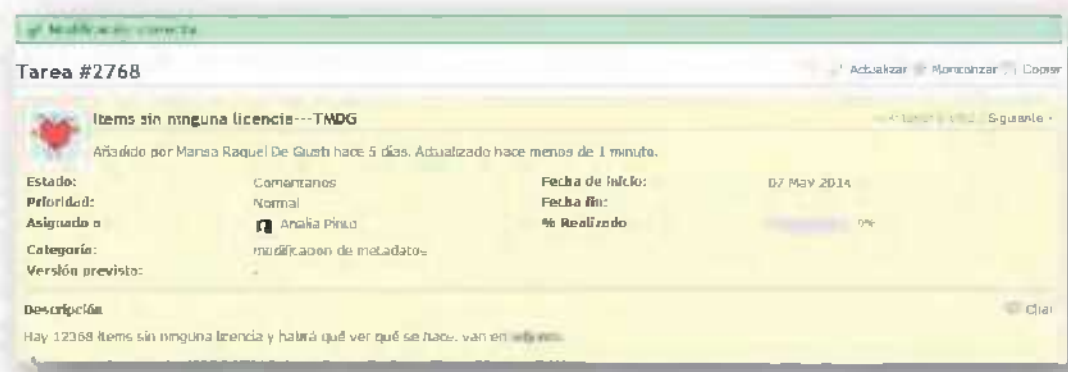 Modificación correcta
Tarea #2768
Actualizar Monitorizar Copiar
Items sin ninguna licencia---TMDG
Siguiente
Añadido por Marisa Raquel De Giusti hace 5 días. Actualizado hace menos de 1 minuto.
Estado: Comentarios Fecha de inicio: 07 May 2014
Prioridad: Normal Fecha fin:
Asignado a Analía Pinto % Realizado 0%
Categoría: modificacion de metadatos
Versión prevista: -
Descripción Citar
Hay 12368 items sin ninguna licencia y habrá qué ver qué se hace. van en